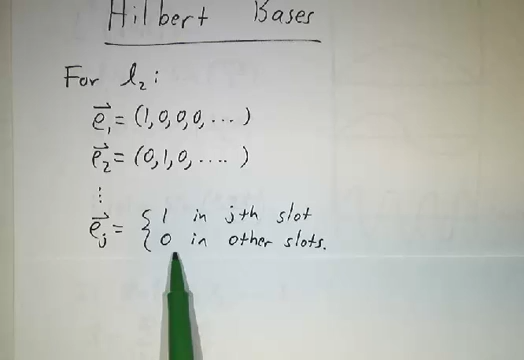 Hilbert Bases
For l₂:
e⃗₁ = (1, 0, 0, 0, ...)
e⃗₂ = (0, 1, 0, ....)
⋮
e⃗ⱼ = { 1 in jth slot
0 in other slots.